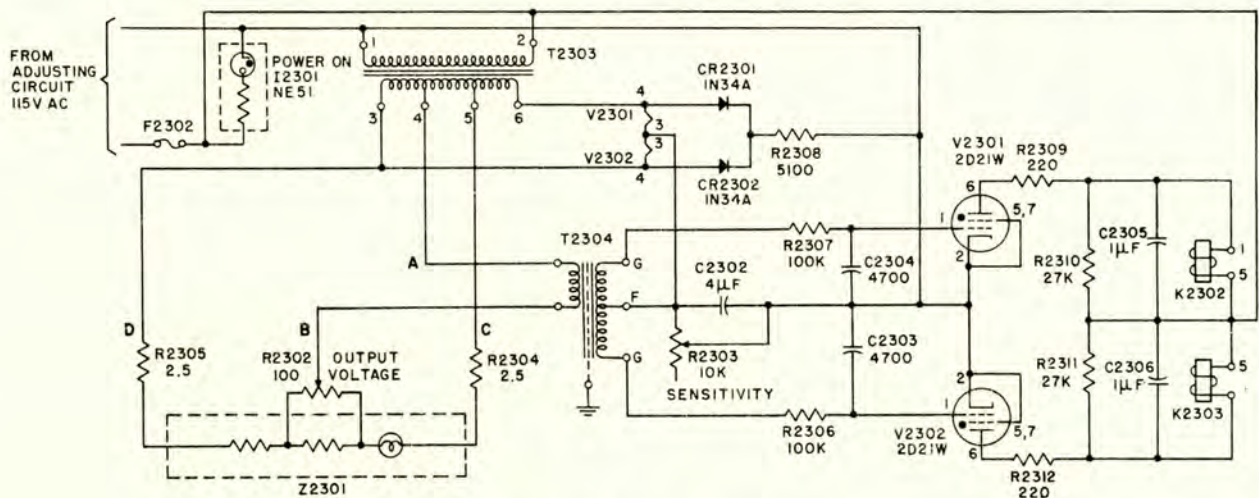 FROM
ADJUSTING
CIRCUIT
115V AC
F2302
POWER ON
I2301
NE51
1
2
T2303
3
4
5
6
V2301
4
3
3
V2302
4
CR2301
1N34A
CR2302
1N34A
R2308
5100
T2304
A
B
C
D
G
F
G
R2305
2.5
R2302
100
OUTPUT
VOLTAGE
R2304
2.5
Z2301
C2302
4μF
R2303
10K
SENSITIVITY
R2307
100K
C2304
4700
C2303
4700
R2306
100K
V2301
2D21W
6
1
5,7
2
R2309
220
2
1
5,7
6
V2302
2D21W
R2312
220
R2310
27K
C2305
1μF
1
5
K2302
R2311
27K
C2306
1μF
5
1
K2303